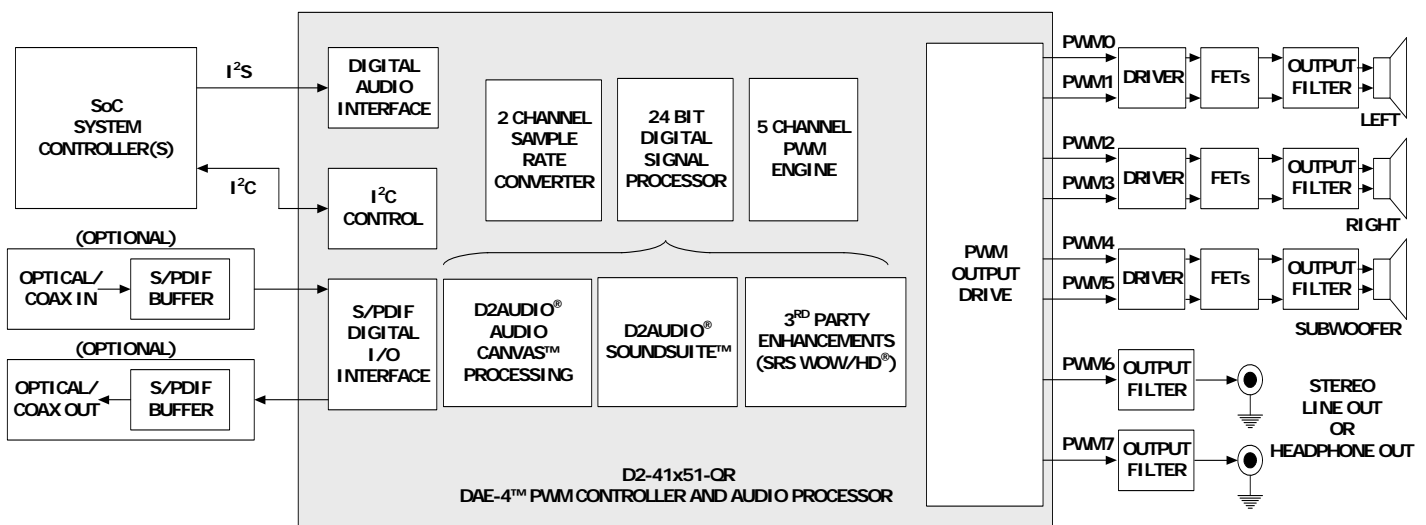 SoC
SYSTEM
CONTROLLER(S)
I²S
I²C
DIGITAL
AUDIO
INTERFACE
I²C
CONTROL
2 CHANNEL
SAMPLE
RATE
CONVERTER
24 BIT
DIGITAL
SIGNAL
PROCESSOR
5 CHANNEL
PWM
ENGINE
(OPTIONAL)
OPTICAL/
COAX IN
S/PDIF
BUFFER
(OPTIONAL)
OPTICAL/
COAX OUT
S/PDIF
BUFFER
S/PDIF
DIGITAL
I/O
INTERFACE
D2AUDIO®
AUDIO
CANVAS™
PROCESSING
D2AUDIO®
SOUNDSUITE™
3RD PARTY
ENHANCEMENTS
(SRS WOW/HD®)
D2-41x51-QR
DAE-4™ PWM CONTROLLER AND AUDIO PROCESSOR
PWM
OUTPUT
DRIVE
PWM0
PWM1
DRIVER
FETs
OUTPUT
FILTER
LEFT
PWM2
PWM3
DRIVER
FETs
OUTPUT
FILTER
RIGHT
PWM4
PWM5
DRIVER
FETs
OUTPUT
FILTER
SUBWOOFER
PWM6
OUTPUT
FILTER
PWM7
OUTPUT
FILTER
STEREO
LINE OUT
OR
HEADPHONE OUT